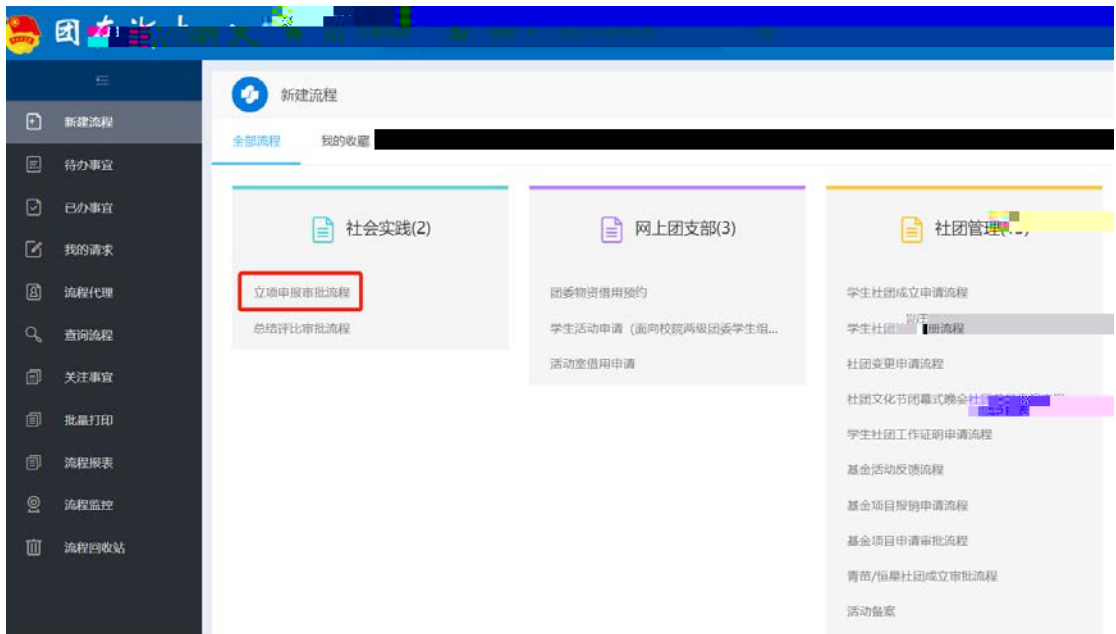 团
新建流程
新建流程
全部流程
我的收藏
待办事宜
已办事宜
我的请求
流程代理
查询流程
关注事宜
批量打印
流程报表
流程监控
流程回收站
社会实践(2)
立项申报审批流程
总结评比审批流程
网上团支部(3)
团委物资借用预约
学生活动申请（面向校院两级团委学生组...
活动室借用申请
社团管理
学生社团成立申请流程
学生社团 册流程
社团变更申请流程
社团文化节闭幕式晚会
学生社团工作证明申请流程
基金活动反馈流程
基金项目报销申请流程
基金项目申请审批流程
青苗/恒星社团成立审批流程
活动备案